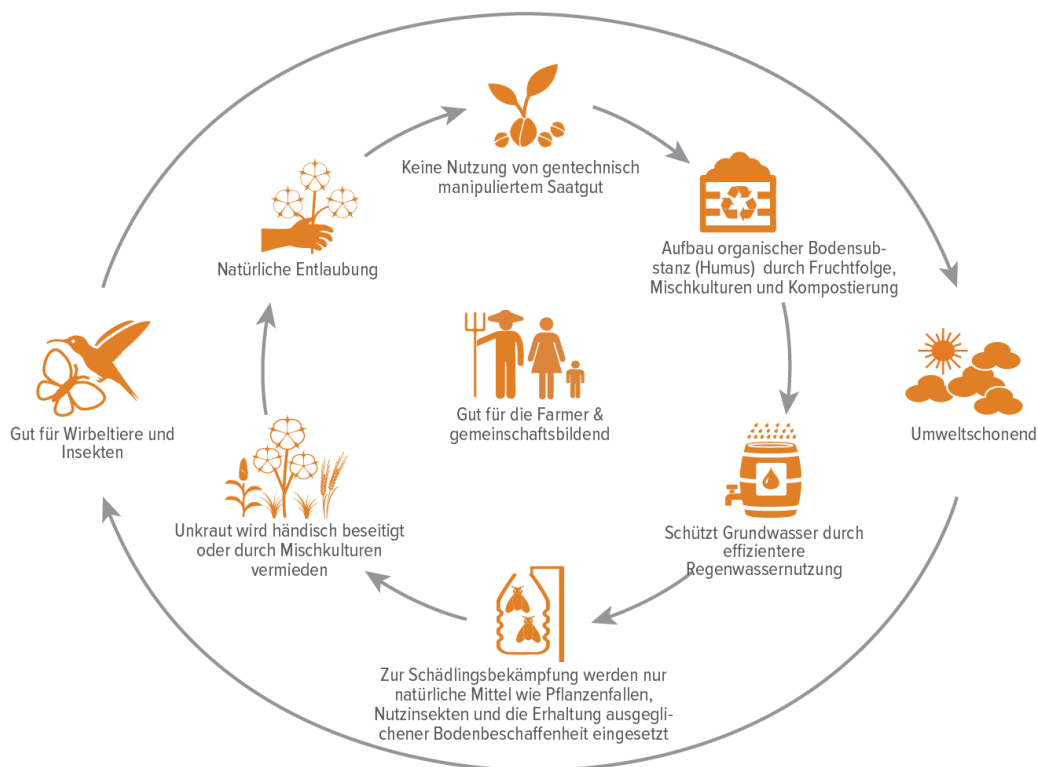 Keine Nutzung von gentechnisch
manipuliertem Saatgut
Aufbau organischer Bodensub-
stanz (Humus) durch Fruchtfolge,
Mischkulturen und Kompostierung
Natürliche Entlaubung
Gut für Wirbeltiere und
Insekten
Gut für die Farmer &
gemeinschaftsbildend
Umweltschonend
Unkraut wird händisch beseitigt
oder durch Mischkulturen
vermieden
Schützt Grundwasser durch
effizientere
Regenwassernutzung
Zur Schädlingsbekämpfung werden nur
natürliche Mittel wie Pflanzenfallen,
Nutzinsekten und die Erhaltung ausgegli-
chener Bodenbeschaffenheit eingesetzt